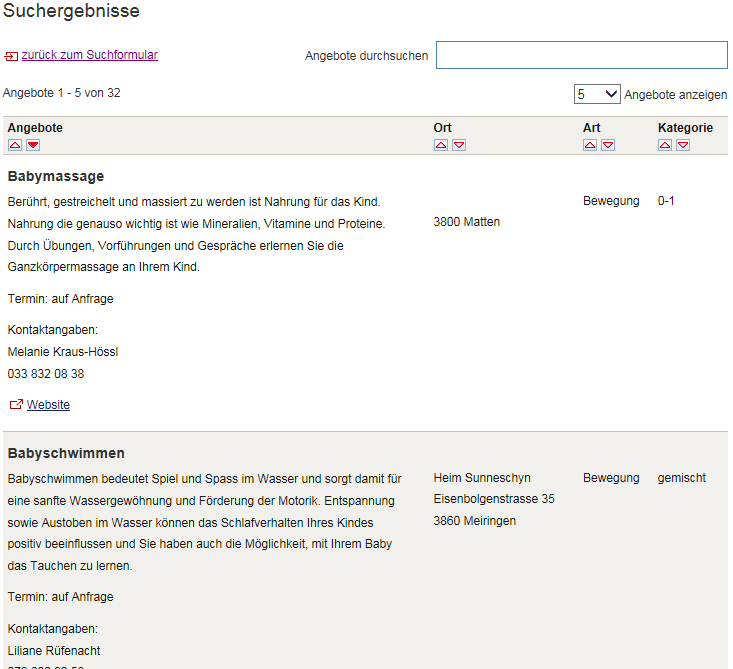 Suchergebnisse
zurück zum Suchformular
Angebote durchsuchen
Angebote 1 - 5 von 32
5 Angebote anzeigen
Angebote Ort Art Kategorie
Babymassage
Berührt, gestreichelt und massiert zu werden ist Nahrung für das Kind.
Nahrung die genauso wichtig ist wie Mineralien, Vitamine und Proteine.
Durch Übungen, Vorführungen und Gespräche erlernen Sie die
Ganzkörpermassage an Ihrem Kind.
Termin: auf Anfrage
Kontaktangaben:
Melanie Kraus-Hössl
033 832 08 38
Website
3800 Matten
Bewegung
0-1
Babyschwimmen
Babyschwimmen bedeutet Spiel und Spass im Wasser und sorgt damit für
eine sanfte Wassergewöhnung und Förderung der Motorik. Entspannung
sowie Austoben im Wasser können das Schlafverhalten Ihres Kindes
positiv beeinflussen und Sie haben auch die Möglichkeit, mit Ihrem Baby
das Tauchen zu lernen.
Termin: auf Anfrage
Kontaktangaben:
Liliane Rüfenacht
Heim Sunneschyn
Eisenbolgenstrasse 35
3860 Meiringen
Bewegung
gemischt